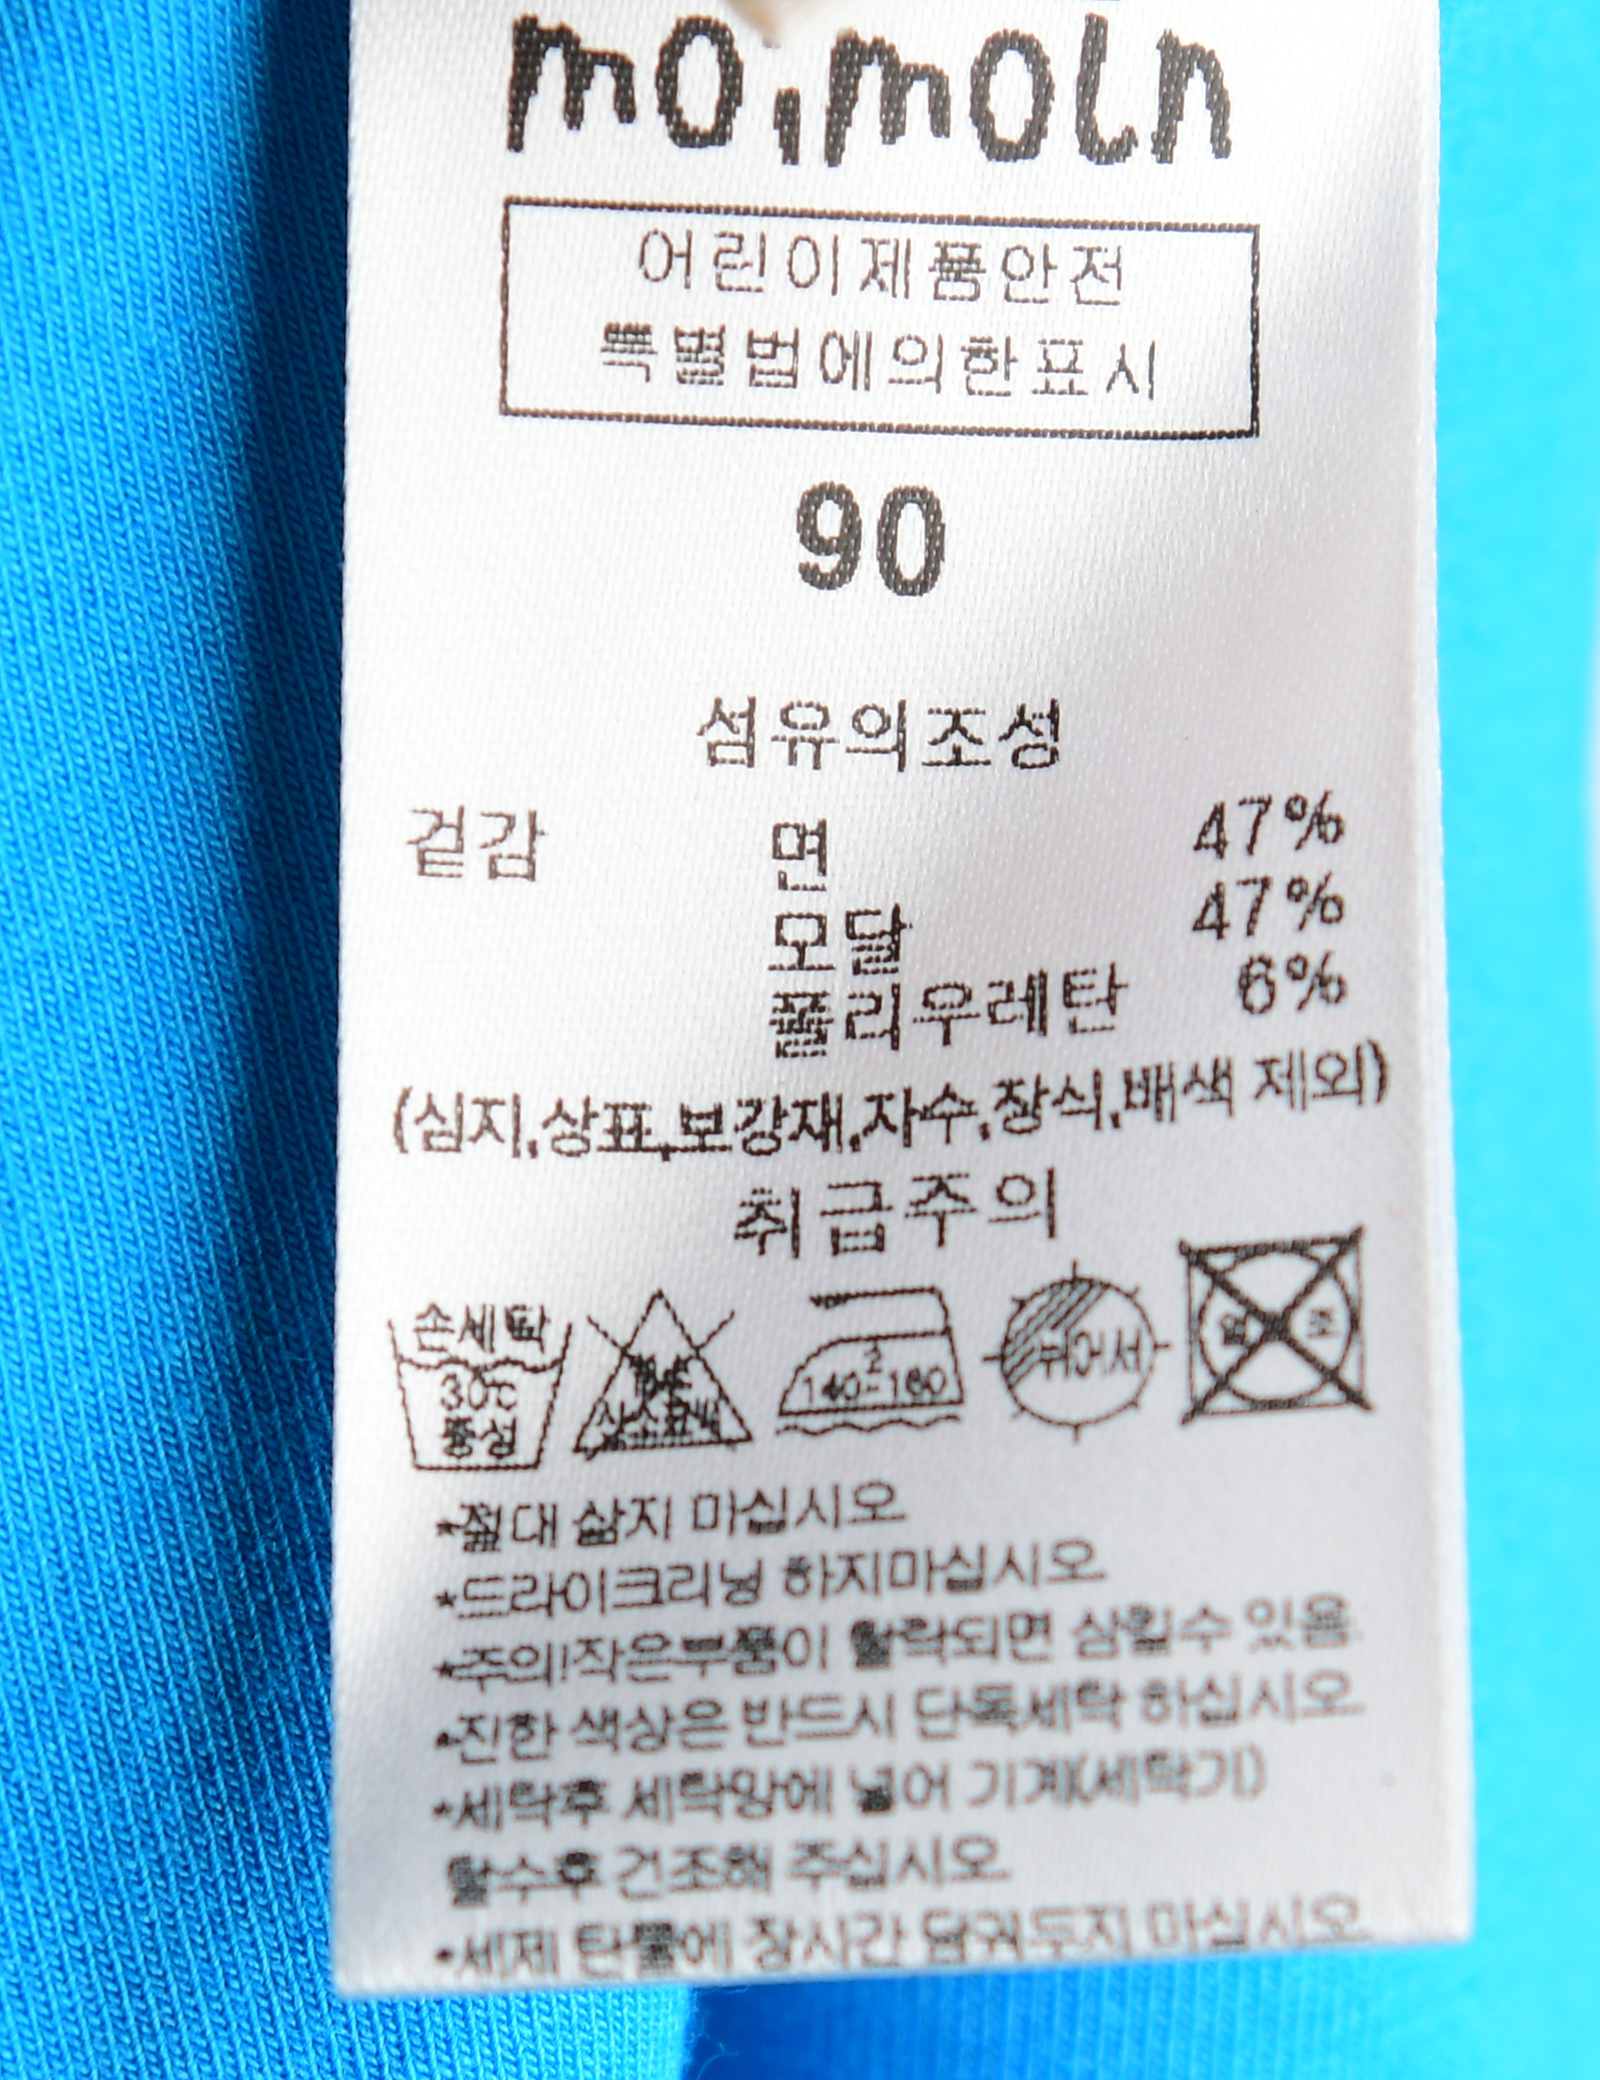 moimoln
어린이제품안전
특별법에의한표시
90
섬유의조성
겉감 면 47%
모달 47%
폴리우레탄 6%
(심지,상표,보강재,자수,장식,배색 제외)
취급주의
손세탁
30℃
중성
2
140-160
뉘어서
*절대 삶지 마십시오
*드라이크리닝 하지마십시오
*주의!작은부품이 탈락되면 삼킬수 있음
*진한 색상은 반드시 단독세탁 하십시오
*세탁후 세탁망에 넣어 기계(세탁기)
탈수후 건조해 주십시오
*세제 탄물에 장시간 담궈두지 마십시오